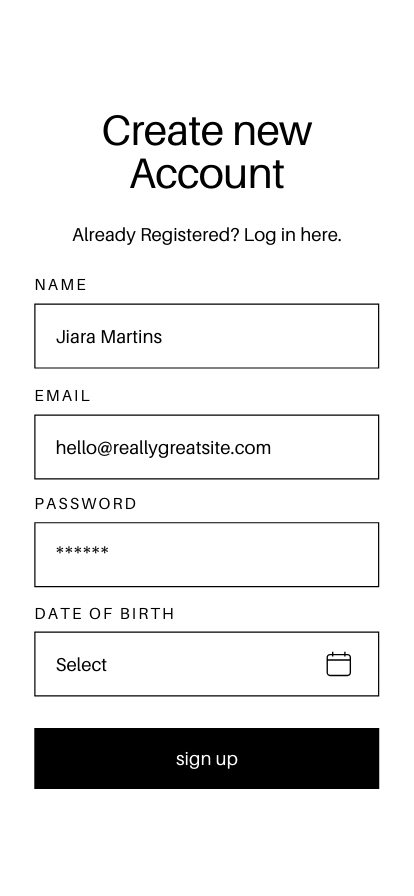 Create new
Account
Already Registered? Log in here.
NAME
Jiara Martins
EMAIL
hello@reallygreatsite.com
PASSWORD
******
DATE OF BIRTH
Select
sign up